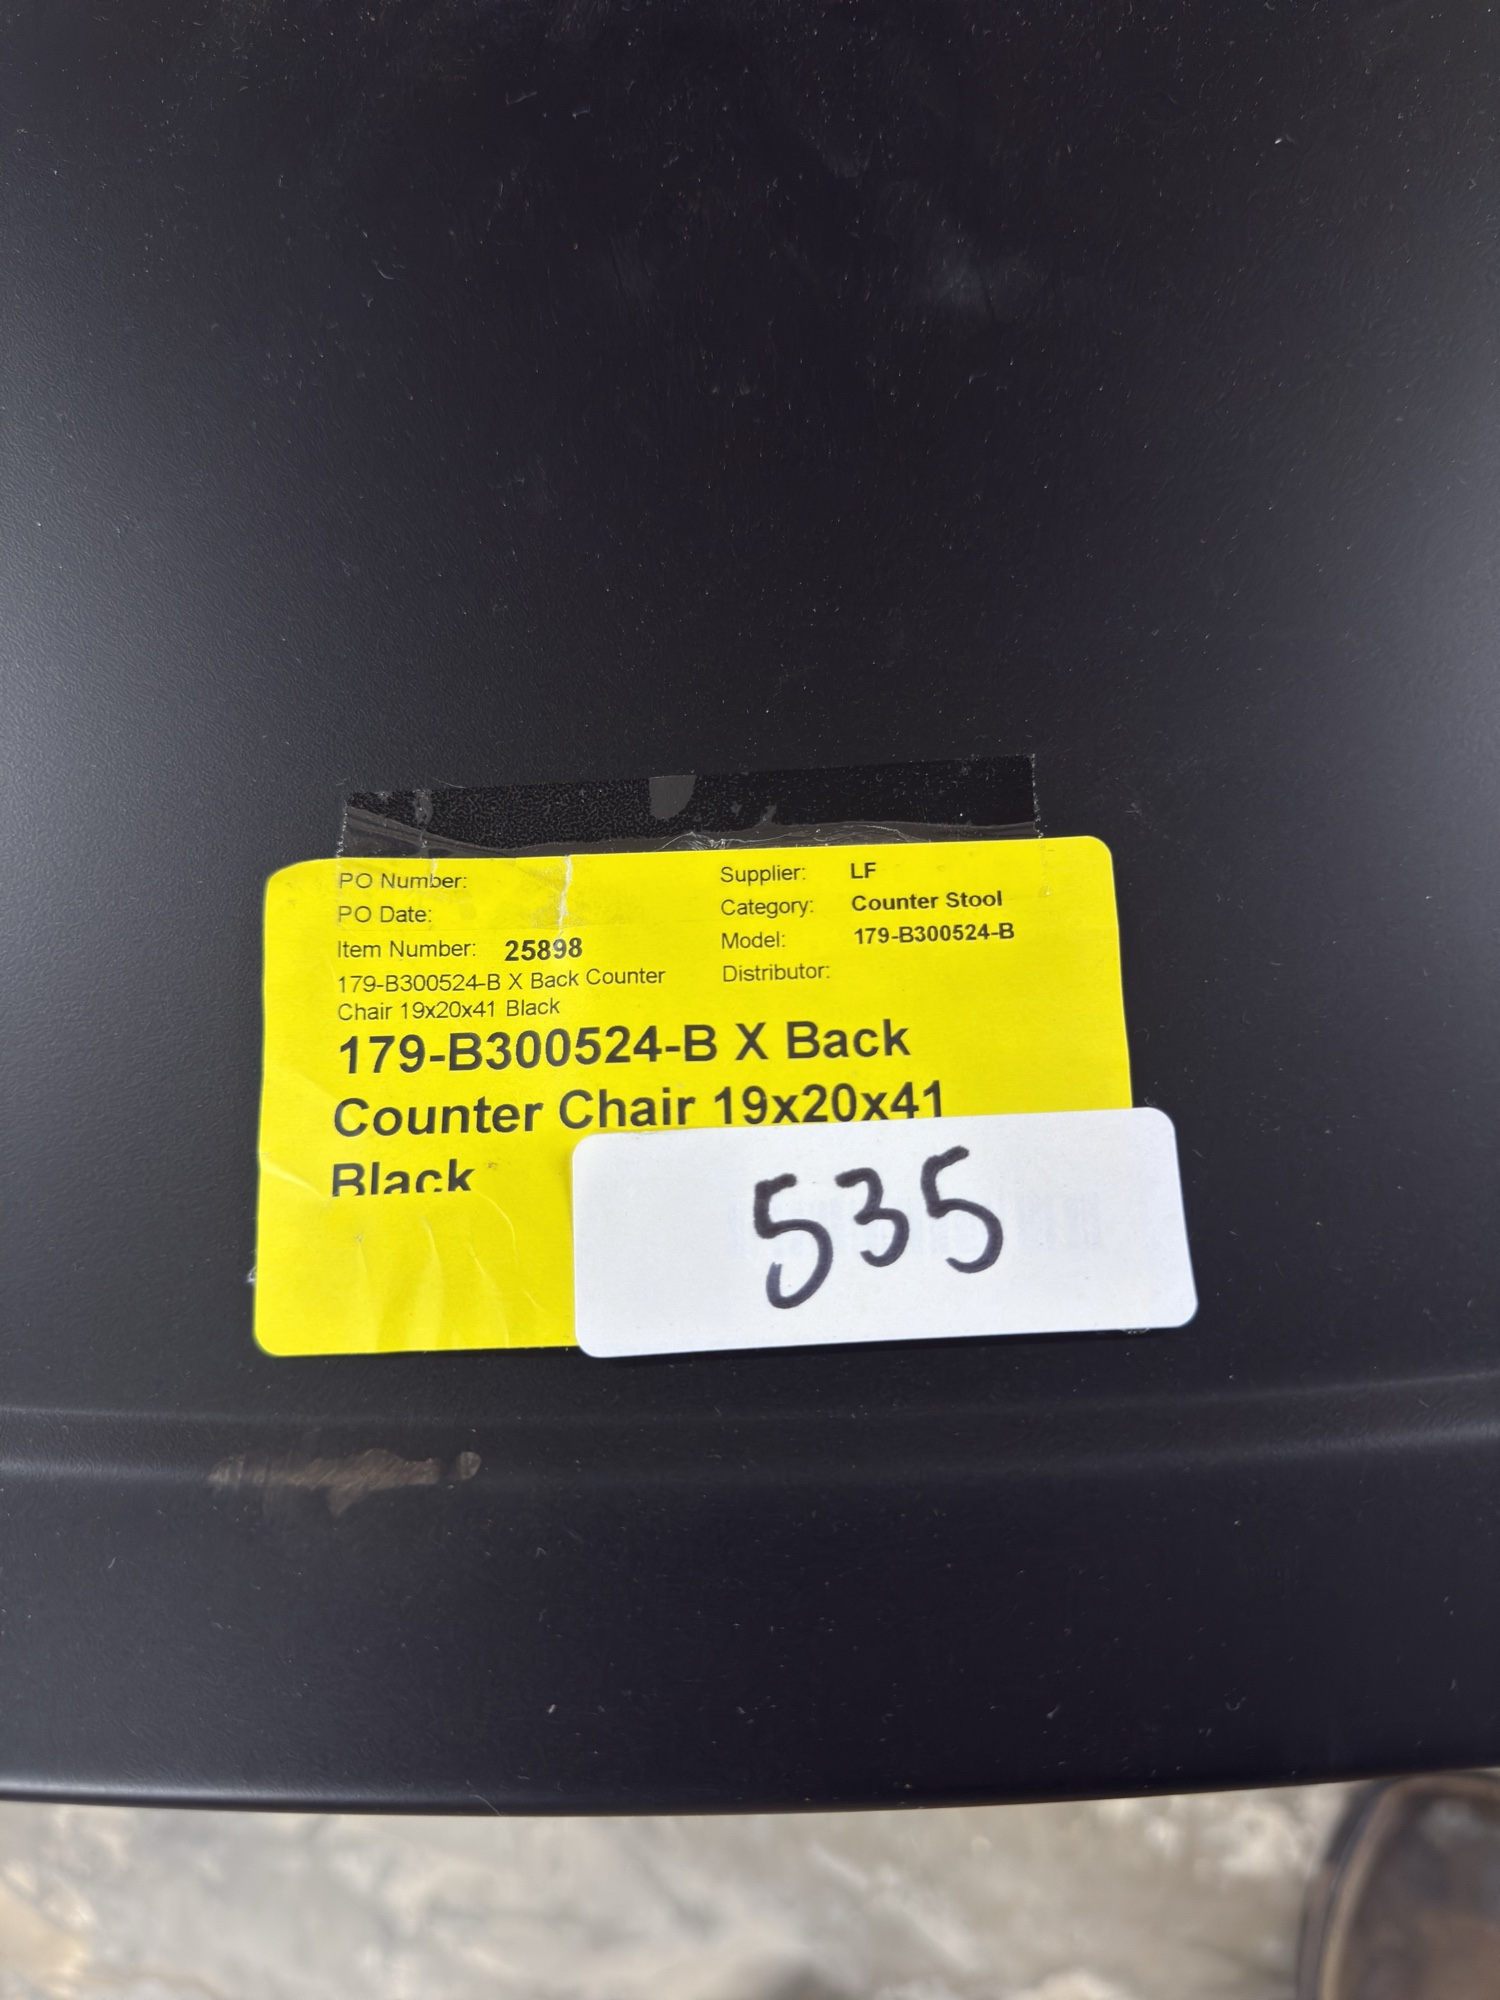 PO Number:
PO Date:
Item Number: 25898
179-B300524-B X Back Counter
Chair 19x20x41 Black
Supplier: LF
Category: Counter Stool
Model: 179-B300524-B
Distributor:
179-B300524-B X Back
Counter Chair 19x20x41
Black
535